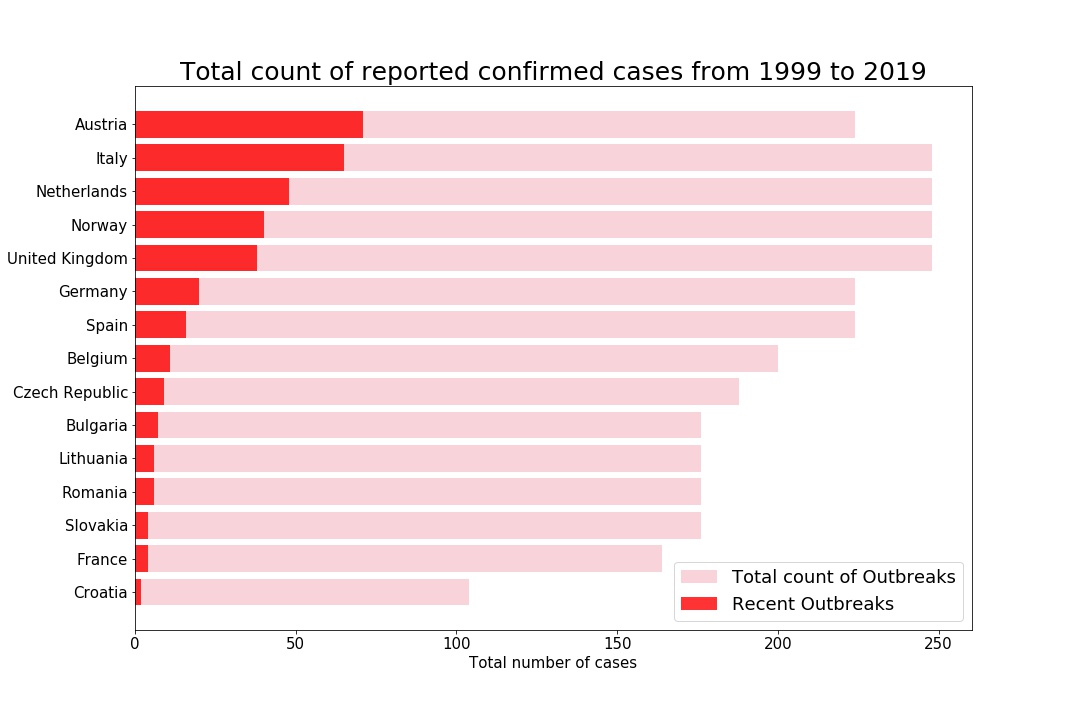 Total count of reported confirmed cases from 1999 to 2019
Austria
Italy
Netherlands
Norway
United Kingdom
Germany
Spain
Belgium
Czech Republic
Bulgaria
Lithuania
Romania
Slovakia
France
Croatia
Total count of Outbreaks
Recent Outbreaks
0 50 100 150 200 250
Total number of cases